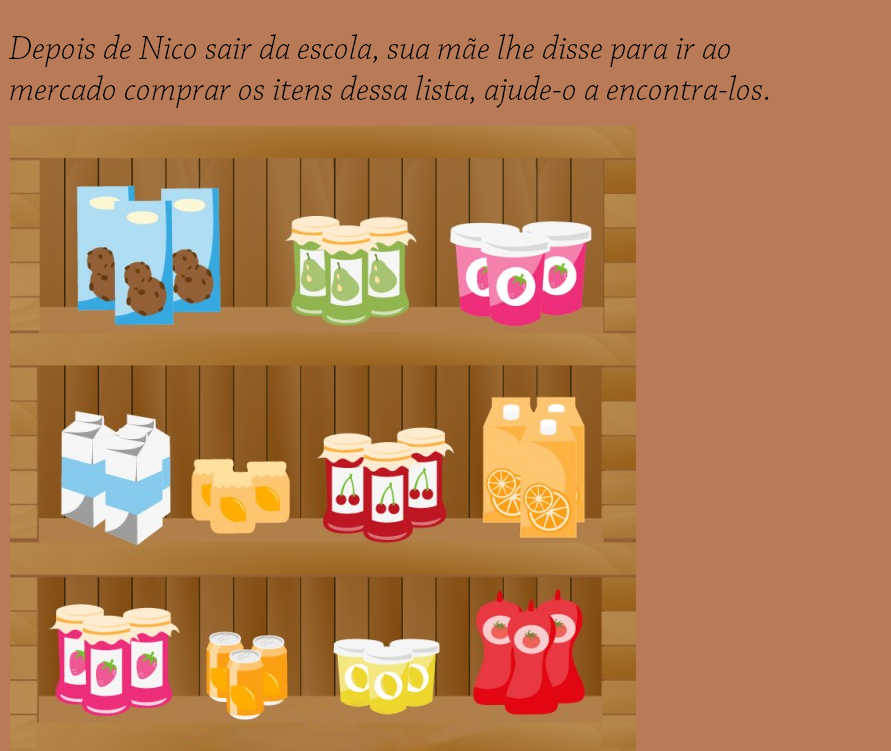 Depois de Nico sair da escola, sua mãe lhe disse para ir ao
mercado comprar os itens dessa lista, ajude-o a encontra-los.